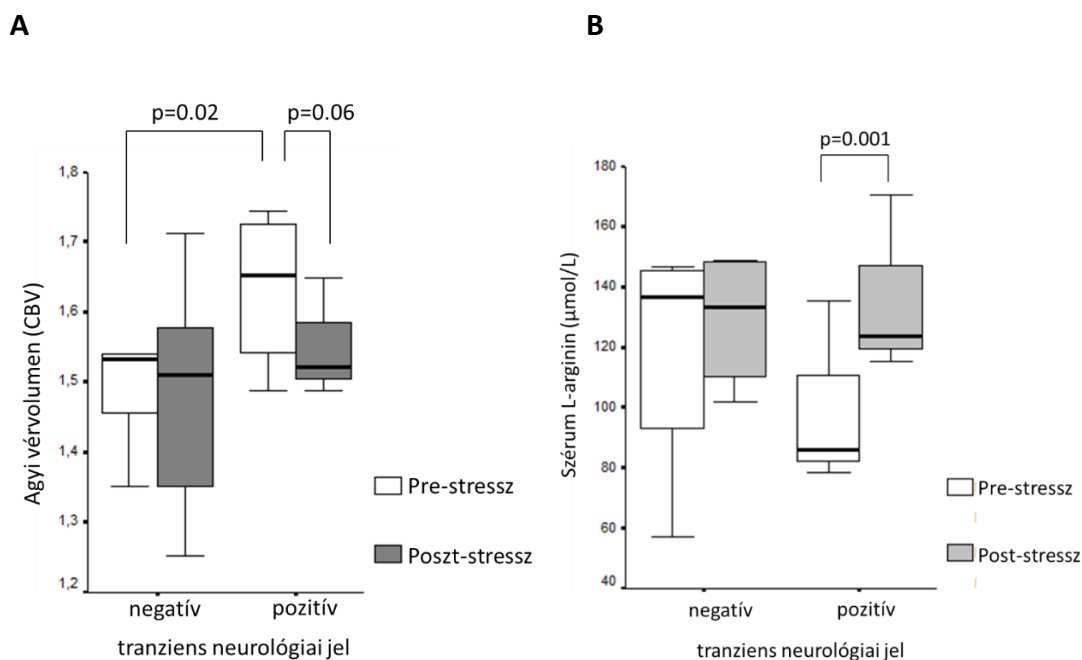 A
p=0.02
p=0.06
1,8
1,7
1,6
1,5
1,4
1,3
1,2
Agyi vérvolumen (CBV)
negatív
pozitív
tranziens neurológiai jel
Pre-stressz
Poszt-stressz
B
p=0.001
180
160
140
120
100
80
60
40
Szérum L-arginin (µmol/L)
negatív
pozitív
tranziens neurológiai jel
Pre-stressz
Post-stressz